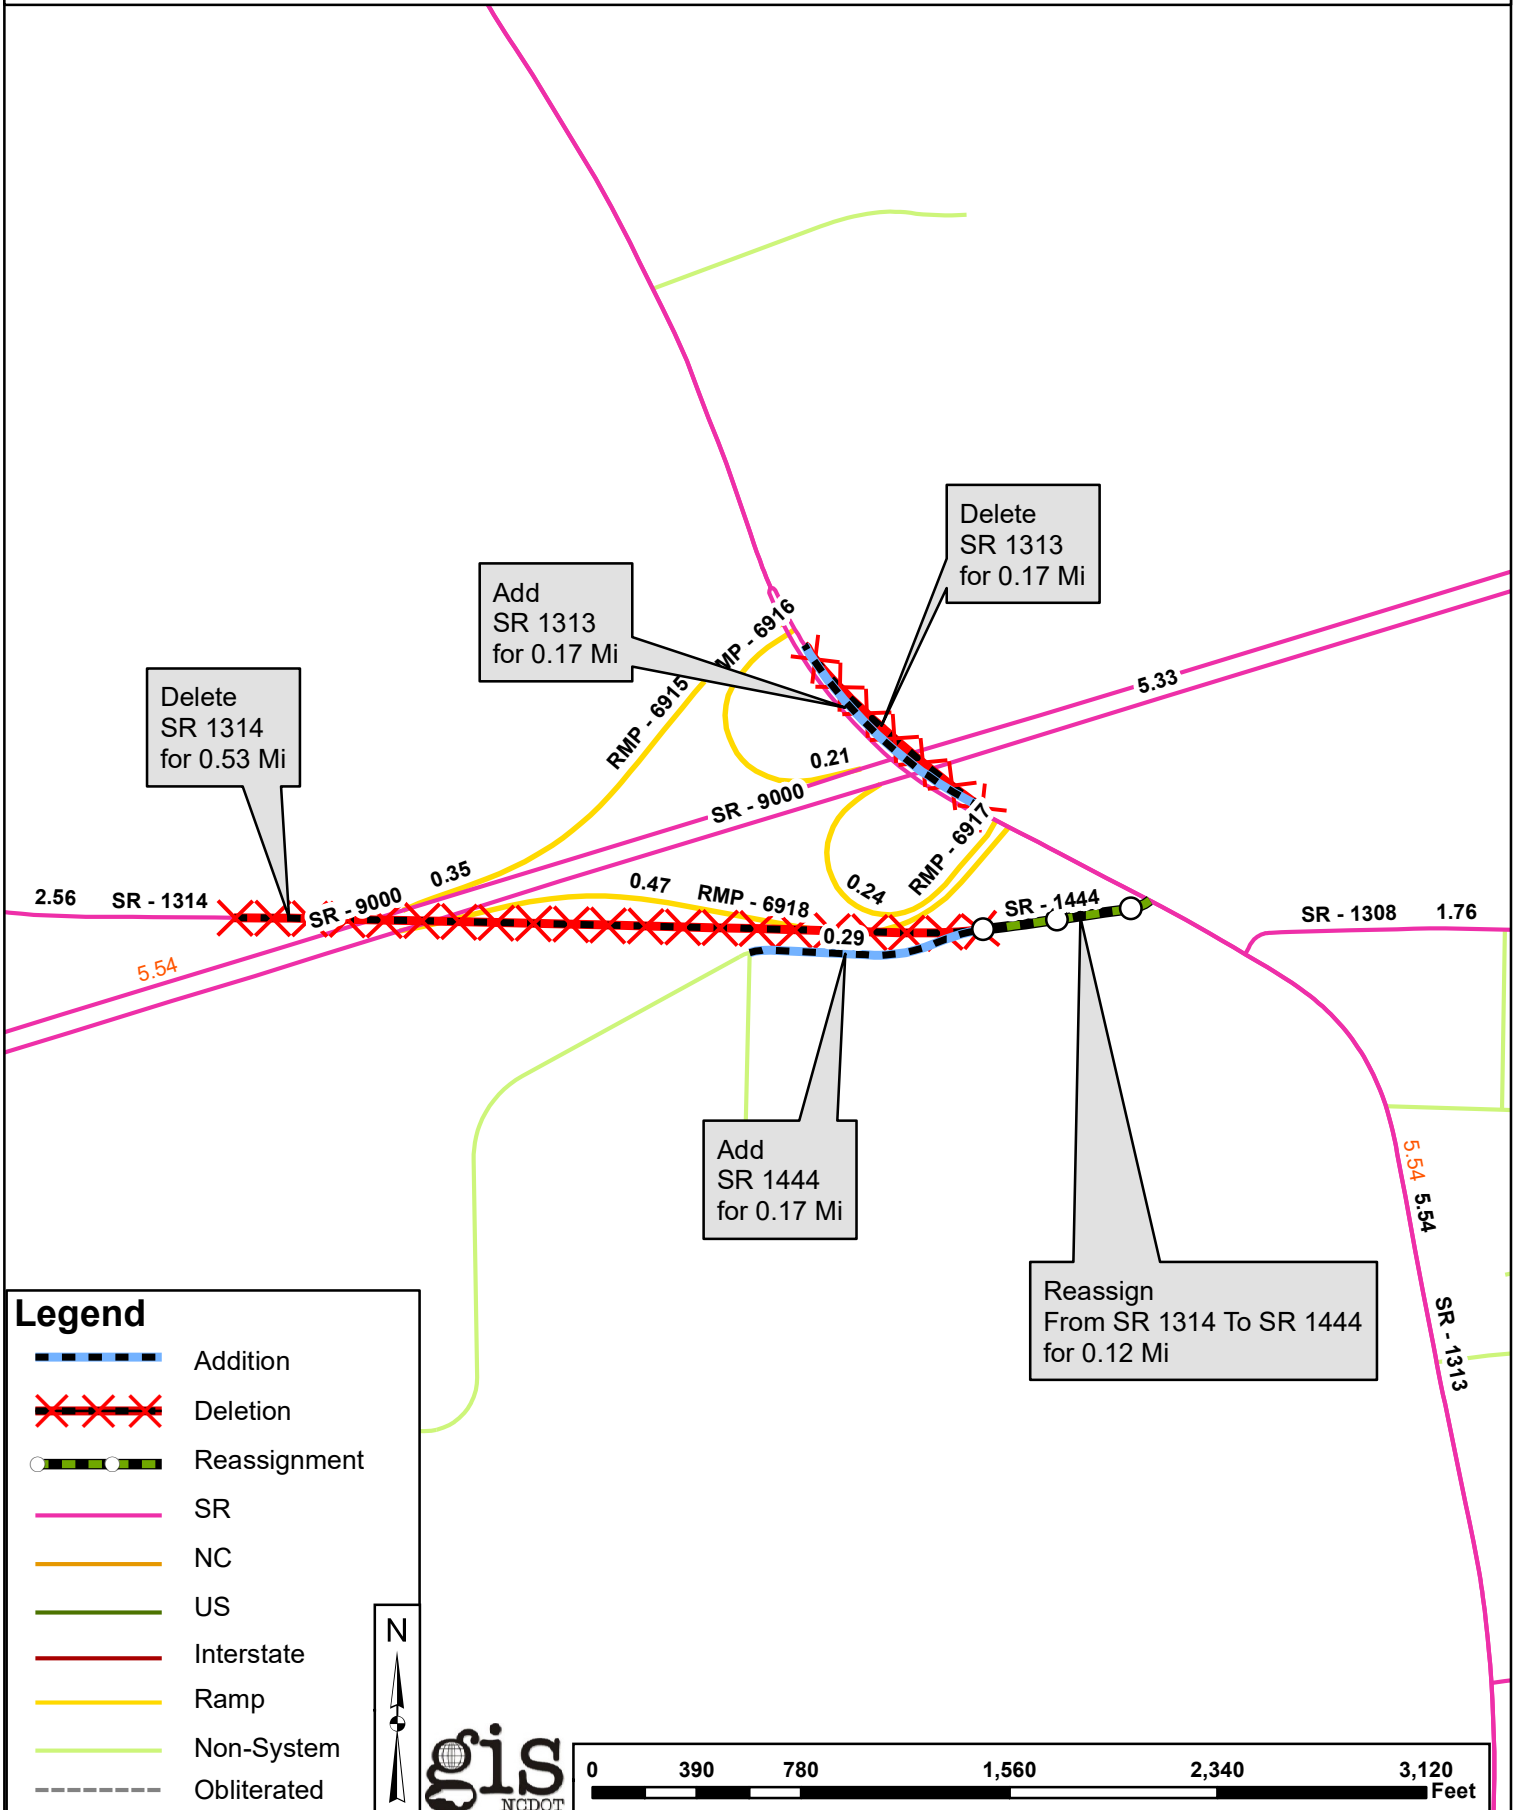 Delete
SR 1313
for 0.17 Mi
Add
SR 1313
for 0.17 Mi
RMP - 6916
RMP - 6915
Delete
SR 1314
for 0.53 Mi
5.33
0.21
SR - 9000
RMP - 6917
0.35
0.47
RMP - 6918
0.24
2.56
SR - 1314
SR - 9000
SR - 1444
SR - 1308
1.76
0.29
5.54
Add
SR 1444
for 0.17 Mi
5.54
5.54
SR - 1313
Reassign
From SR 1314 To SR 1444
for 0.12 Mi
Legend
Addition
Deletion
Reassignment
SR
NC
US
Interstate
Ramp
Non-System
Obliterated
N
gis
NCDOT
0 390 780 1,560 2,340 3,120
Feet